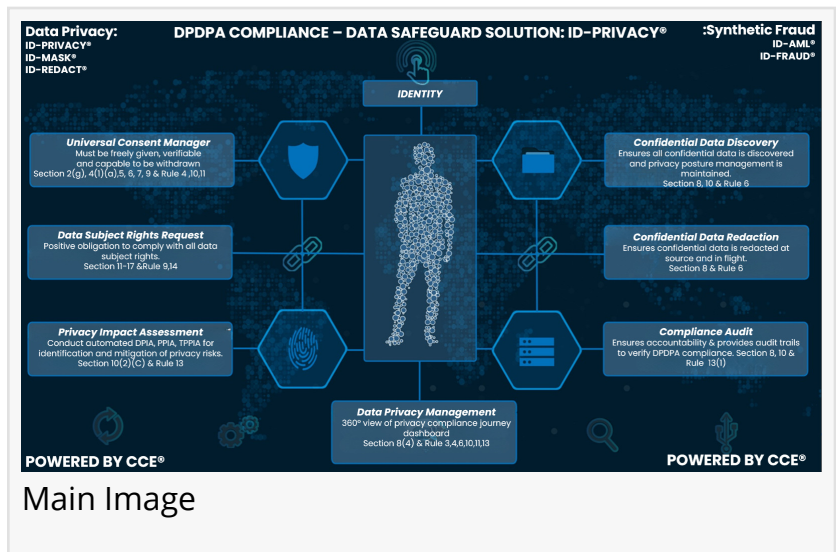 Data Privacy:
ID-PRIVACY®
ID-MASK®
ID-REDACT®
DPDPA COMPLIANCE – DATA SAFEGUARD SOLUTION: ID-PRIVACY®
:Synthetic Fraud
ID-AML®
ID-FRAUD®
IDENTITY
Universal Consent Manager
Must be freely given, verifiable
and capable to be withdrawn
Section 2(g), 4(1)(a),5, 6, 7, 9 & Rule 4 ,10,11
Confidential Data Discovery
Ensures all confidential data is discovered
and privacy posture management is
maintained.
Section 8, 10 & Rule 6
Data Subject Rights Request
Positive obligation to comply with all data
subject rights.
Section 11-17 &Rule 9,14
Confidential Data Redaction
Ensures confidential data is redacted at
source and in flight.
Section 8 & Rule 6
Privacy Impact Assessment
Conduct automated DPIA, PPIA, TPPIA for
identification and mitigation of privacy risks.
Section 10(2)(C) & Rule 13
Compliance Audit
Ensures accountability & provides audit trails
to verify DPDPA compliance. Section 8, 10 &
Rule 13(1)
Data Privacy Management
360° view of privacy compliance journey
dashboard
Section 8(4) & Rule 3,4,6,10,11,13
POWERED BY CCE®
POWERED BY CCE®
Main Image